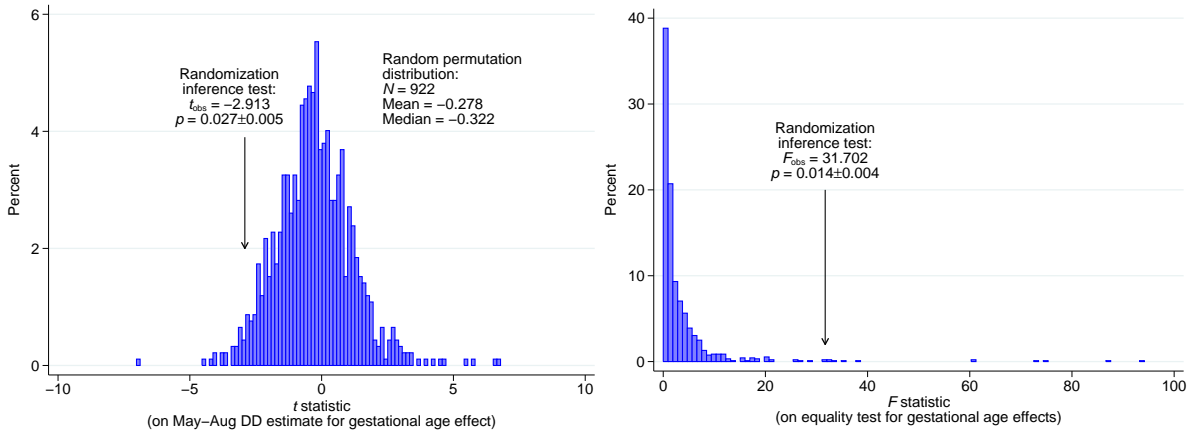 6
4
2
0
Percent
Randomization
inference test:
tobs = −2.913
p = 0.027±0.005
Random permutation
distribution:
N = 922
Mean = −0.278
Median = −0.322
−10
−5
0
5
10
t statistic
(on May–Aug DD estimate for gestational age effect)
40
30
20
10
0
Percent
Randomization
inference test:
Fobs = 31.702
p = 0.014±0.004
0
20
40
60
80
100
F statistic
(on equality test for gestational age effects)